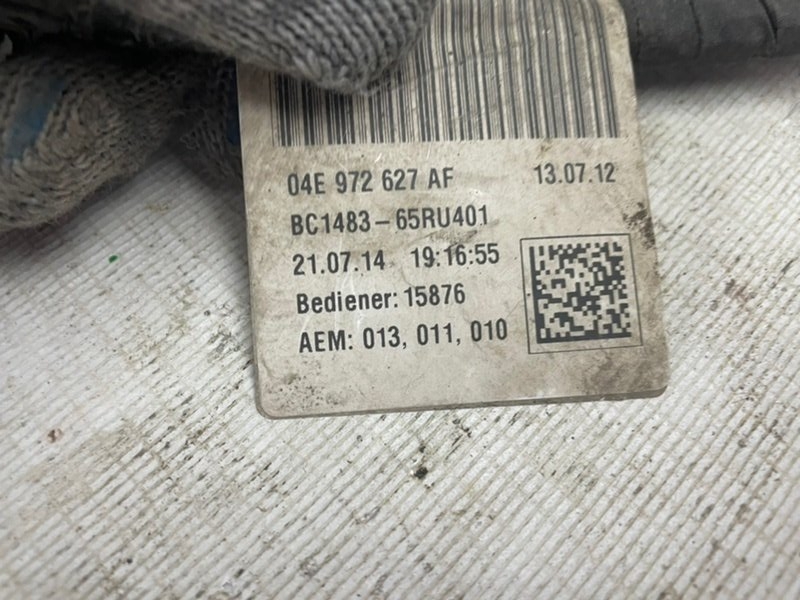 04E 972 627 AF 13.07.12
BC1483-65RU401
21.07.14 19:16:55
Bediener: 15876
AEM: 013, 011, 010